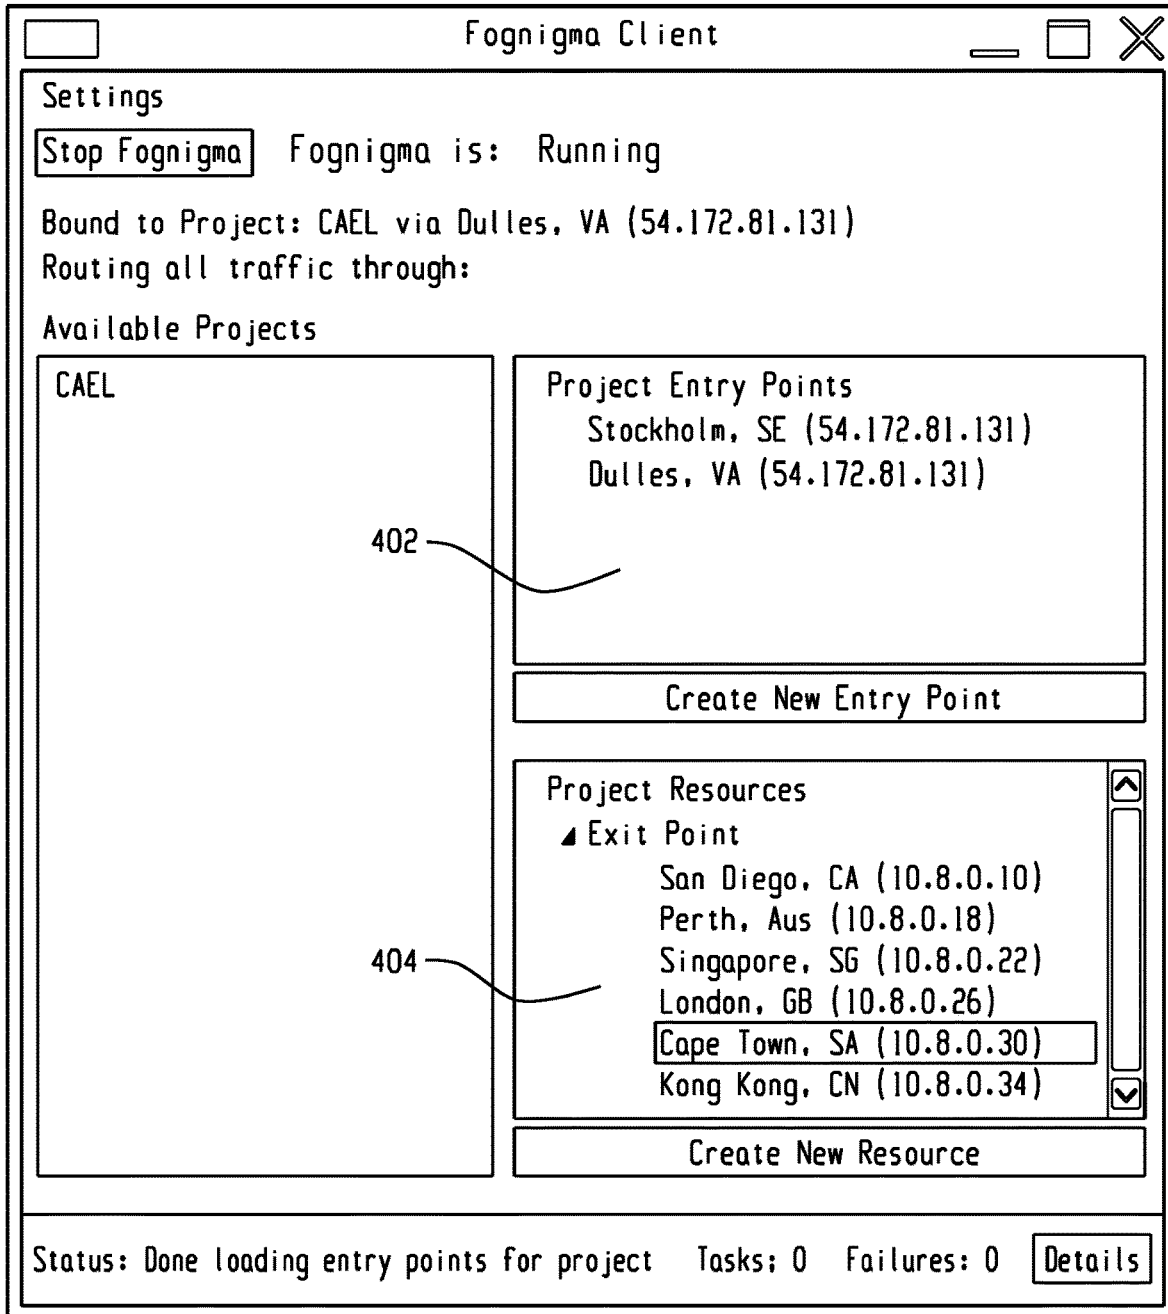 Fognigma Client
Settings
Stop Fognigma Fognigma is: Running
Bound to Project: CAEL via Dulles, VA (54.172.81.131)
Routing all traffic through:
Available Projects
CAEL
Project Entry Points
Stockholm, SE (54.172.81.131)
Dulles, VA (54.172.81.131)
402
Create New Entry Point
Project Resources
Exit Point
San Diego, CA (10.8.0.10)
Perth, Aus (10.8.0.18)
Singapore, SG (10.8.0.22)
404
London, GB (10.8.0.26)
Cape Town, SA (10.8.0.30)
Kong Kong, CN (10.8.0.34)
Create New Resource
Status: Done loading entry points for project Tasks; 0 Failures: 0 Details